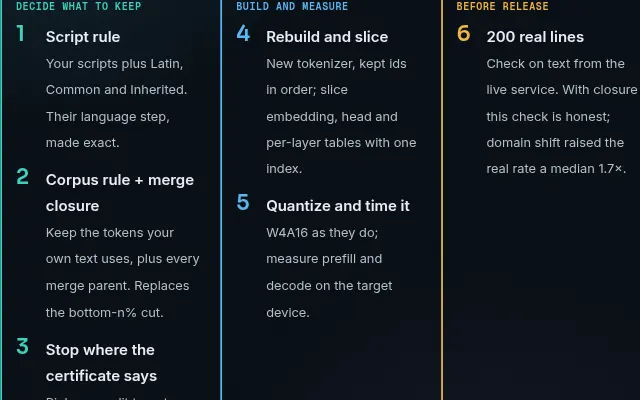 DECIDE WHAT TO KEEP
1 Script rule
Your scripts plus Latin,
Common and Inherited.
Their language step,
made exact.
2 Corpus rule + merge
closure
Keep the tokens your
own text uses, plus every
merge parent. Replaces
the bottom-n% cut.
3 Stop where the
certificate says
BUILD AND MEASURE
4 Rebuild and slice
New tokenizer, kept ids
in order; slice
embedding, head and
per-layer tables with one
index.
5 Quantize and time it
W4A16 as they do;
measure prefill and
decode on the target
device.
BEFORE RELEASE
6 200 real lines
Check on text from the
live service. With closure
this check is honest;
domain shift raised the
real rate a median 1.7×.